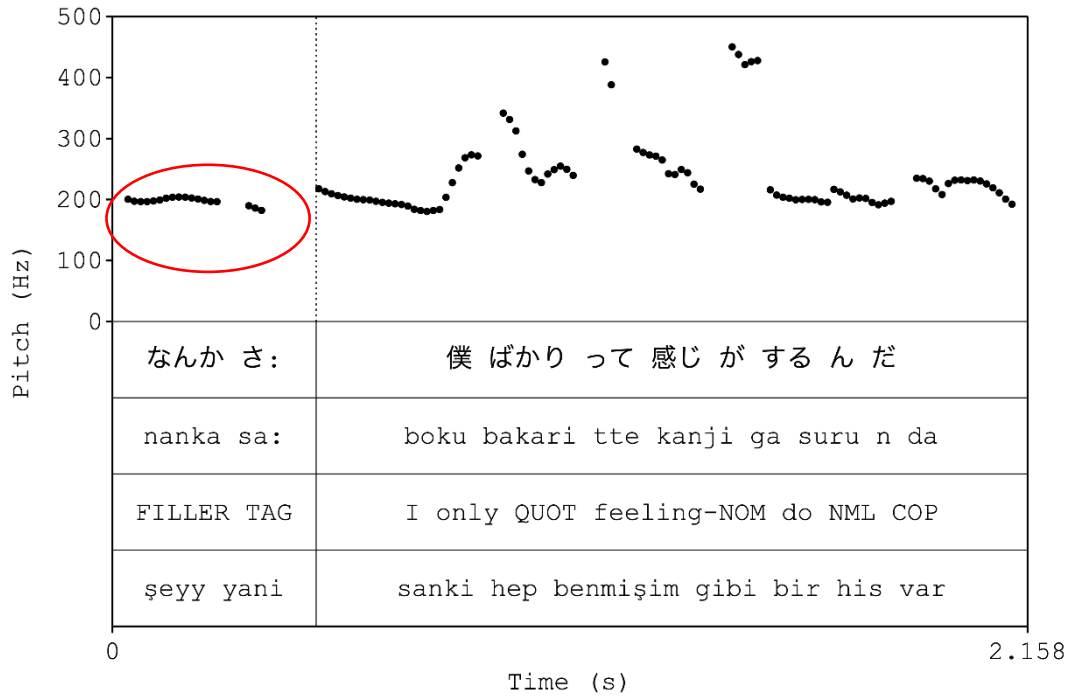 500
400
300
200
100
0
Pitch (Hz)
なんか さ: 僕 ばかり って 感じ が する ん だ
nanka sa: boku bakari tte kanji ga suru n da
FILLER TAG I only QUOT feeling-NOM do NML COP
şeyy yani sanki hep benmişim gibi bir his var
0 2.158
Time (s)